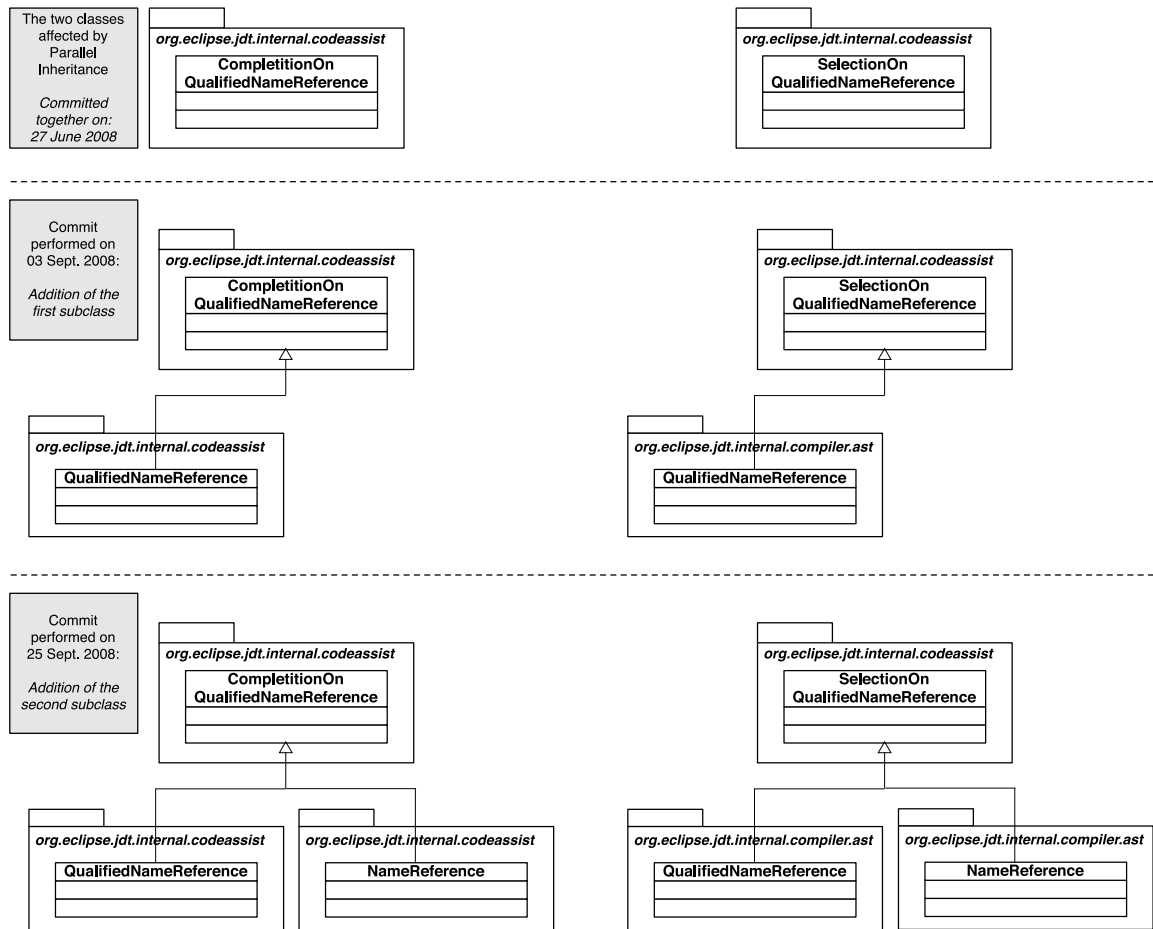 The two classes
affected by
Parallel
Inheritance
Committed
together on:
27 June 2008
org.eclipse.jdt.internal.codeassist
CompletitionOn
QualifiedNameReference
org.eclipse.jdt.internal.codeassist
SelectionOn
QualifiedNameReference
Commit
performed on
03 Sept. 2008:
Addition of the
first subclass
org.eclipse.jdt.internal.codeassist
CompletitionOn
QualifiedNameReference
org.eclipse.jdt.internal.codeassist
SelectionOn
QualifiedNameReference
org.eclipse.jdt.internal.codeassist
QualifiedNameReference
org.eclipse.jdt.internal.compiler.ast
QualifiedNameReference
Commit
performed on
25 Sept. 2008:
Addition of the
second subclass
org.eclipse.jdt.internal.codeassist
CompletitionOn
QualifiedNameReference
org.eclipse.jdt.internal.codeassist
SelectionOn
QualifiedNameReference
org.eclipse.jdt.internal.codeassist
QualifiedNameReference
org.eclipse.jdt.internal.codeassist
NameReference
org.eclipse.jdt.internal.compiler.ast
QualifiedNameReference
org.eclipse.jdt.internal.compiler.ast
NameReference